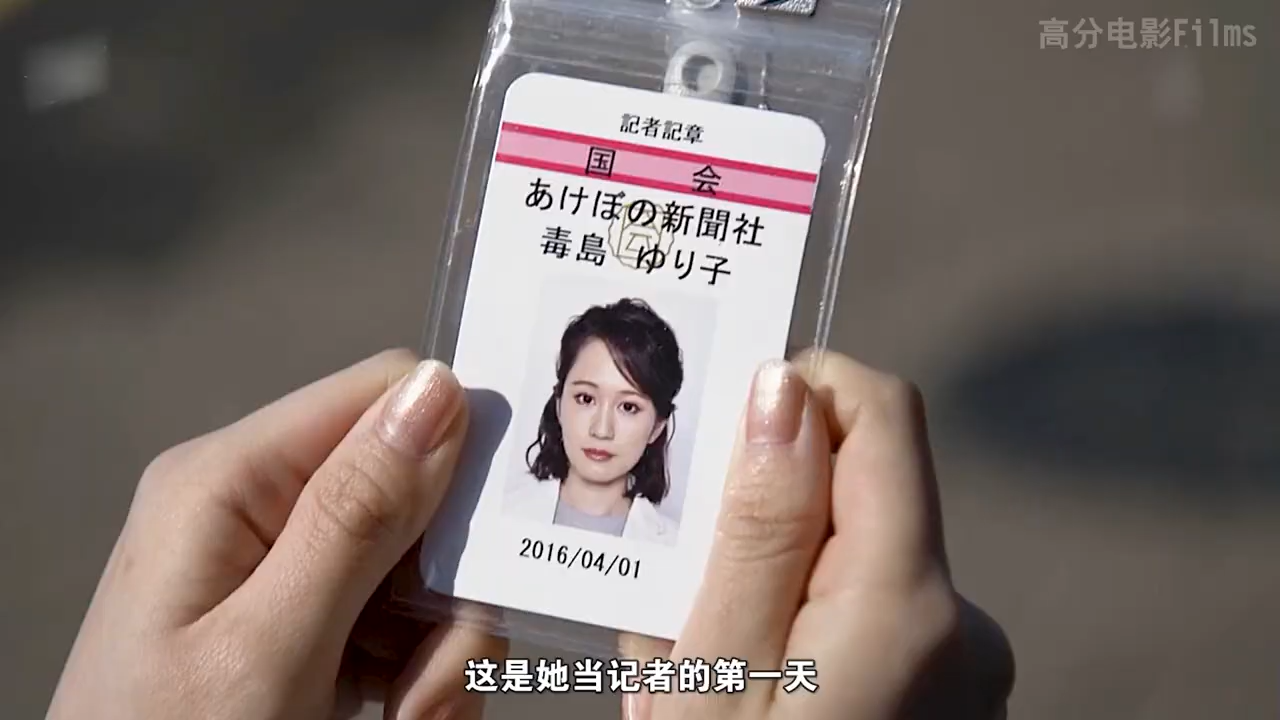 高分电影Films
記者記章
国 会
あけぼの新聞社
毒島 ゆり子
2016/04/01
这是她当记者的第一天